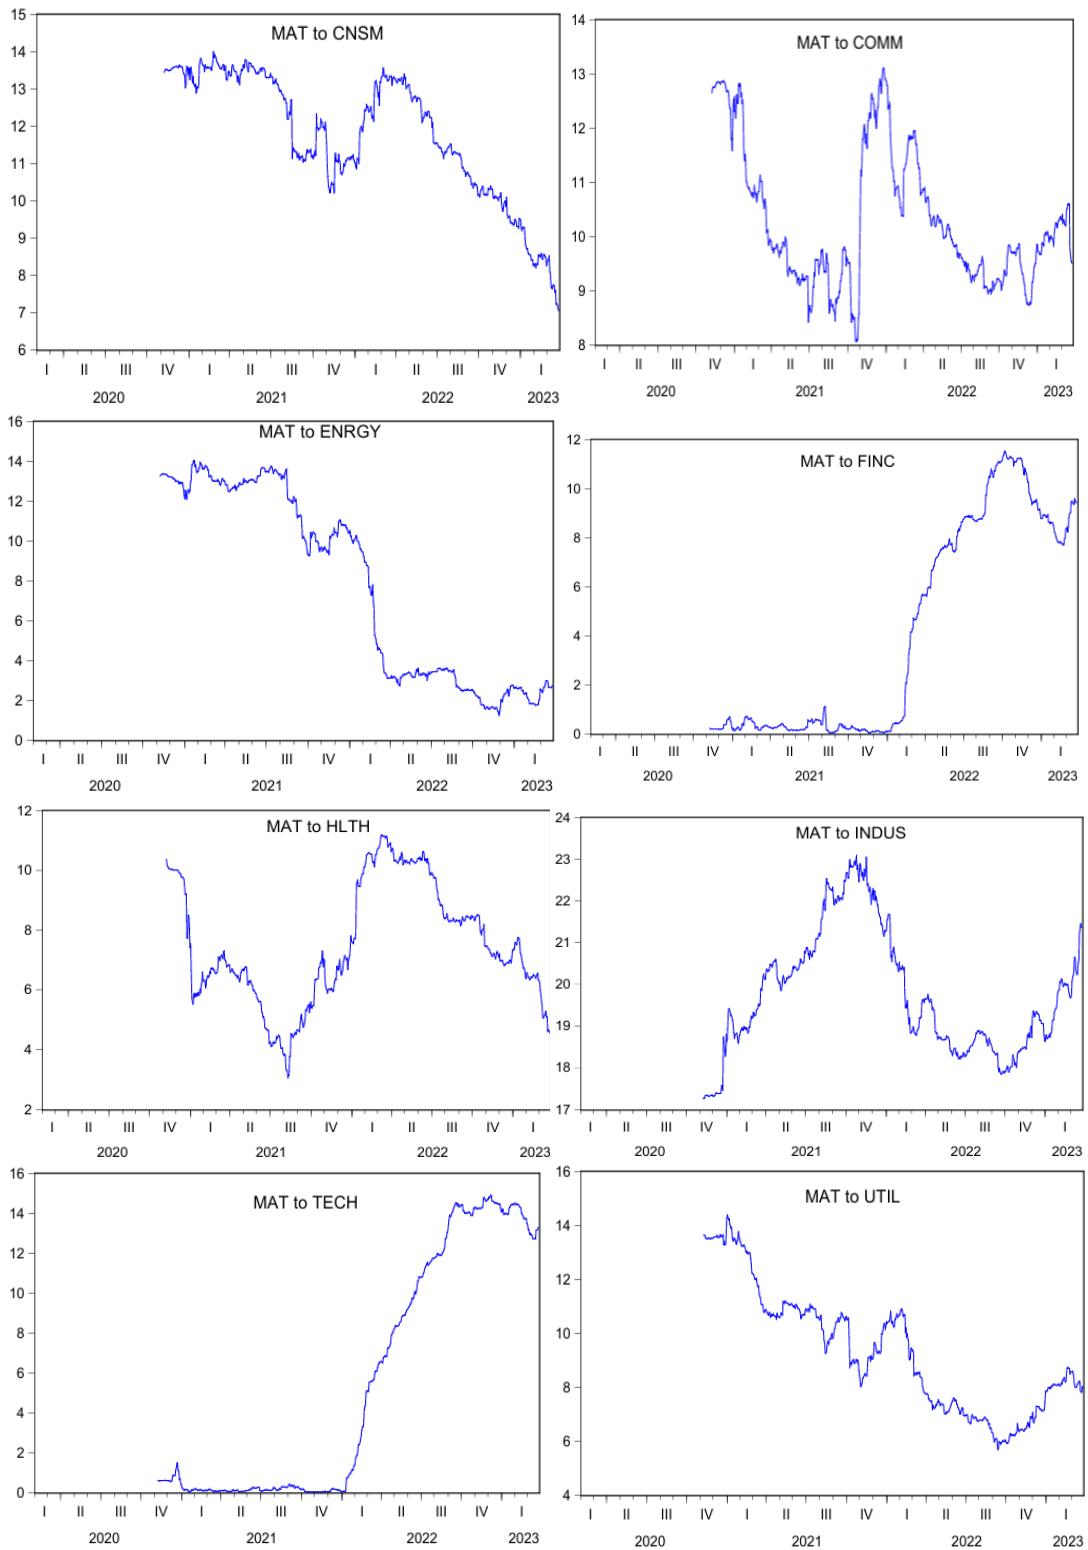 MAT to CNSM
15
14
13
12
11
10
9
8
7
6
I II III IV I II III IV I II III IV I
2020 2021 2022 2023
MAT to COMM
14
13
12
11
10
9
8
I II III IV I II III IV I II III IV I
2020 2021 2022 2023
MAT to ENRGY
16
14
12
10
8
6
4
2
0
I II III IV I II III IV I II III IV I
2020 2021 2022 2023
MAT to FINC
12
10
8
6
4
2
0
I II III IV I II III IV I II III IV I
2020 2021 2022 2023
MAT to HLTH
12
10
8
6
4
2
I II III IV I II III IV I II III IV I
2020 2021 2022 2023
MAT to INDUS
24
23
22
21
20
19
18
17
I II III IV I II III IV I II III IV I
2020 2021 2022 2023
MAT to TECH
16
14
12
10
8
6
4
2
0
I II III IV I II III IV I II III IV I
2020 2021 2022 2023
MAT to UTIL
16
14
12
10
8
6
4
I II III IV I II III IV I II III IV I
2020 2021 2022 2023